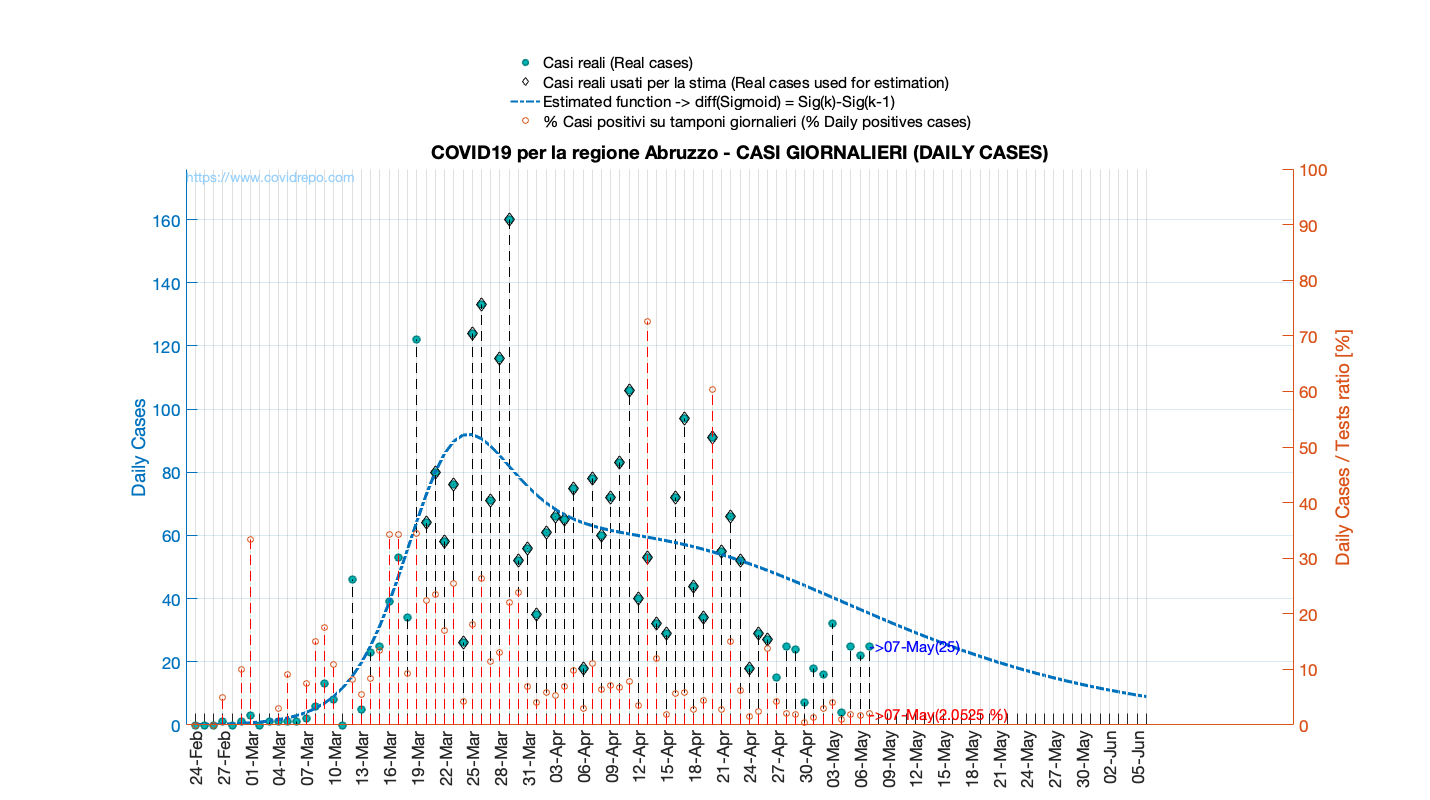 Casi reali (Real cases)
Casi reali usati per la stima (Real cases used for estimation)
Estimated function -> diff(Sigmoid) = Sig(k)-Sig(k-1)
% Casi positivi su tamponi giornalieri (% Daily positives cases)
COVID19 per la regione Abruzzo - CASI GIORNALIERI (DAILY CASES)
https://www.covidrepo.com
Daily Cases
160
140
120
100
80
60
40
20
0
100
90
80
70
60
50
40
30
20
10
0
Daily Cases / Tests ratio [%]
->07-May(25)
->07-May(2.0525 %)
24-Feb
27-Feb
01-Mar
04-Mar
07-Mar
10-Mar
13-Mar
16-Mar
19-Mar
22-Mar
25-Mar
28-Mar
31-Mar
03-Apr
06-Apr
09-Apr
12-Apr
15-Apr
18-Apr
21-Apr
24-Apr
27-Apr
30-Apr
03-May
06-May
09-May
12-May
15-May
18-May
21-May
24-May
27-May
30-May
02-Jun
05-Jun